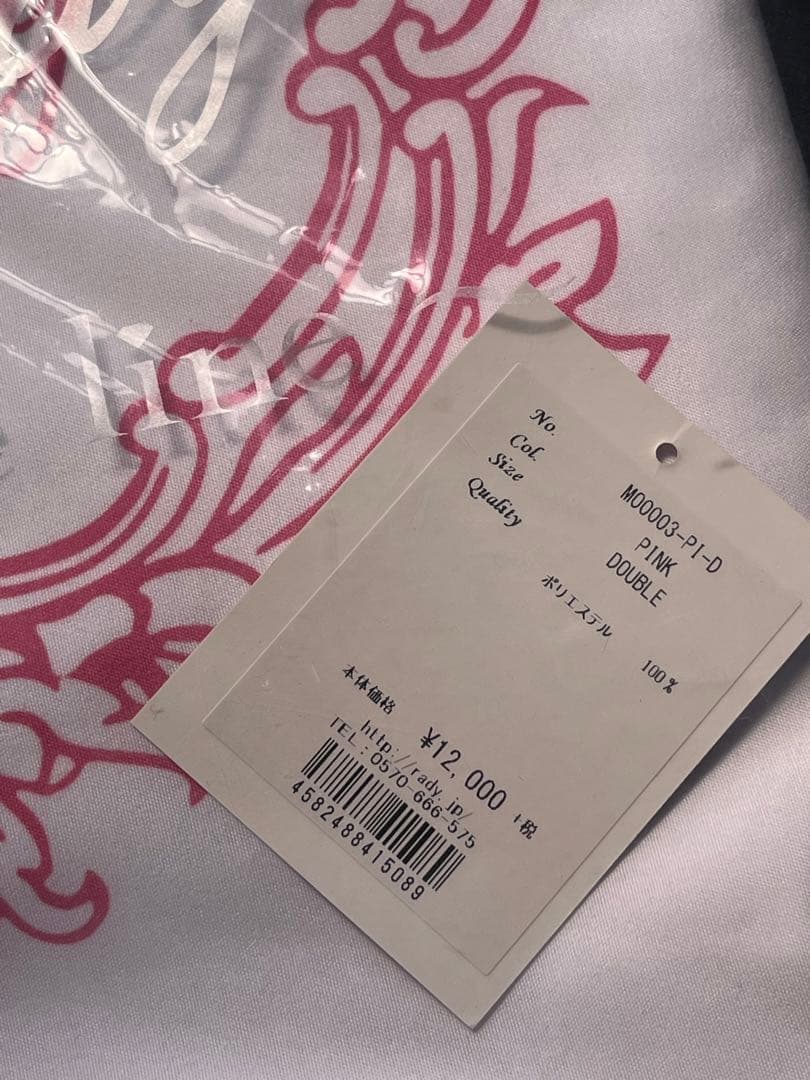 line
No. M00003-PI-D
Col. PINK
Size DOUBLE
Quality
ポリエステル 100%
本体価格 ¥12,000 +税
http://rady.jp/
TEL:0570-666-575
4582488415089